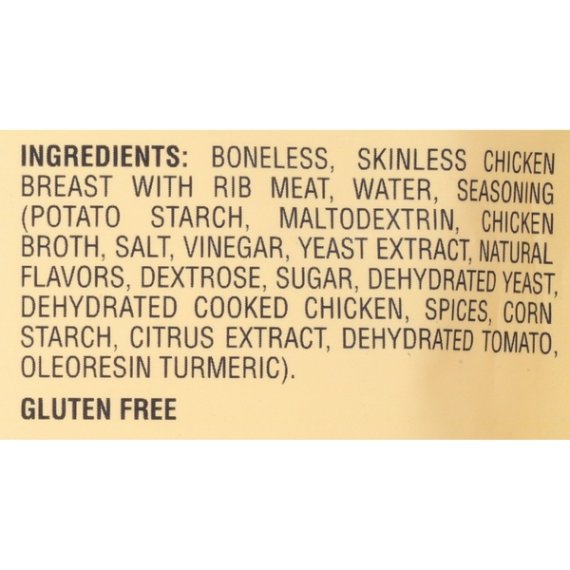 INGREDIENTS: BONELESS, SKINLESS CHICKEN
BREAST WITH RIB MEAT, WATER, SEASONING
(POTATO STARCH, MALTODEXTRIN, CHICKEN
BROTH, SALT, VINEGAR, YEAST EXTRACT, NATURAL
FLAVORS, DEXTROSE, SUGAR, DEHYDRATED YEAST,
DEHYDRATED COOKED CHICKEN, SPICES, CORN
STARCH, CITRUS EXTRACT, DEHYDRATED TOMATO,
OLEORESIN TURMERIC).
GLUTEN FREE